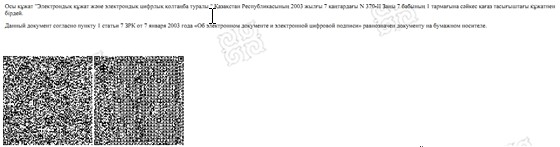 Осы құжат "Электрондық құжат және электрондық цифрлық қолтаңба туралы" Қазақстан Республикасының 2003 жылғы 7 қаңтардағы N 370-II Заңы 7 бабының 1 тармағына сәйкес қағаз тасығыштағы құжатпен
бірдей.
Данный документ согласно пункту 1 статьи 7 ЗРК от 7 января 2003 года «Об электронном документе и электронной цифровой подписи» равнозначен документу на бумажном носителе.